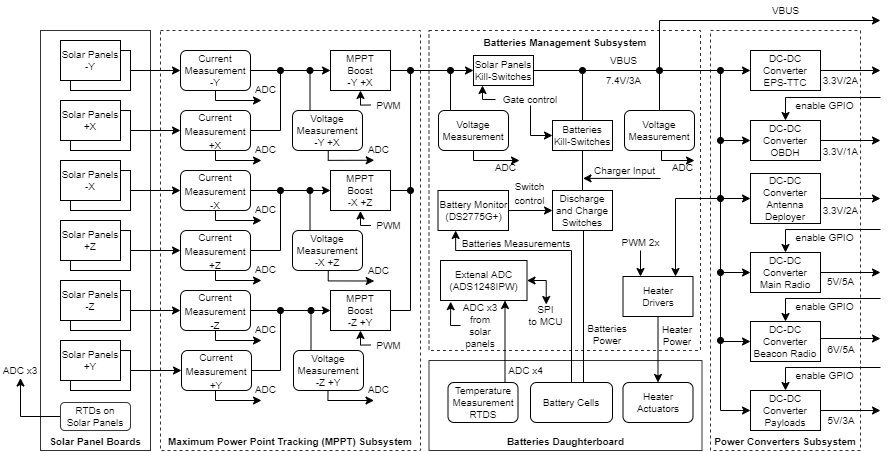 VBUS
Solar Panels
-Y
Solar Panels
+X
Solar Panels
-X
Solar Panels
+Z
Solar Panels
-Z
Solar Panels
+Y
ADC x3
RTDs on
Solar Panels
Solar Panel Boards
Current
Measurement
-Y
ADC
Current
Measurement
+X
ADC
Current
Measurement
-X
ADC
Current
Measurement
+Z
ADC
Current
Measurement
-Z
ADC
Current
Measurement
+Y
ADC
MPPT
Boost
-Y +X
PWM
Voltage
Measurement
-Y +X
ADC
MPPT
Boost
-X +Z
PWM
Voltage
Measurement
-X +Z
ADC
MPPT
Boost
-Z +Y
PWM
Voltage
Measurement
-Z +Y
ADC
Maximum Power Point Tracking (MPPT) Subsystem
Batteries Management Subsystem
Solar Panels
Kill-Switches
VBUS
7.4V/3A
Gate control
Voltage
Measurement
ADC
Batteries
Kill-Switches
Voltage
Measurement
ADC
Charger Input
Battery Monitor
(DS2775G+)
Switch
control
Discharge
and Charge
Switches
Batteries Measurements
PWM 2x
Extenal ADC
(ADS1248IPW)
ADC x3
from
solar
panels
SPI
to MCU
Heater
Drivers
Batteries
Power
Heater
Power
ADC x4
Temperature
Measurement
RTDS
Battery Cells
Heater
Actuators
Batteries Daughterboard
DC-DC
Converter
EPS-TTC
3.3V/2A
enable GPIO
DC-DC
Converter
OBDH
3.3V/1A
DC-DC
Converter
Antenna
Deployer
3.3V/2A
enable GPIO
DC-DC
Converter
Main Radio
5V/5A
enable GPIO
DC-DC
Converter
Beacon Radio
6V/5A
enable GPIO
DC-DC
Converter
Payloads
5V/3A
Power Converters Subsystem